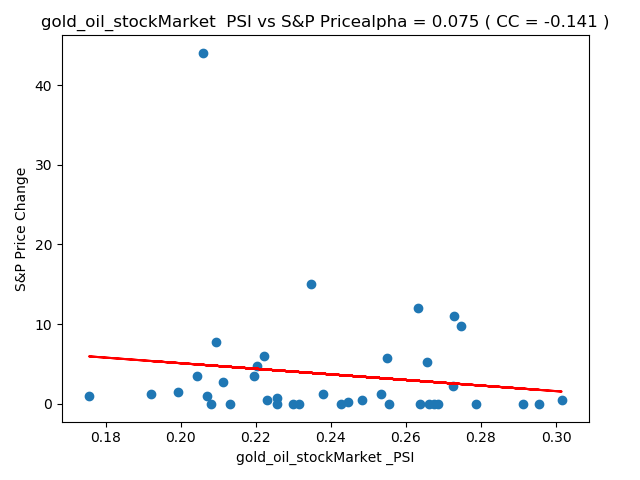 gold_oil_stockMarket  PSI vs S&P Pricealpha = 0.075 ( CC = -0.141 )
40
30
20
10
0
S&P Price Change
0.18 0.20 0.22 0.24 0.26 0.28 0.30
gold_oil_stockMarket _PSI